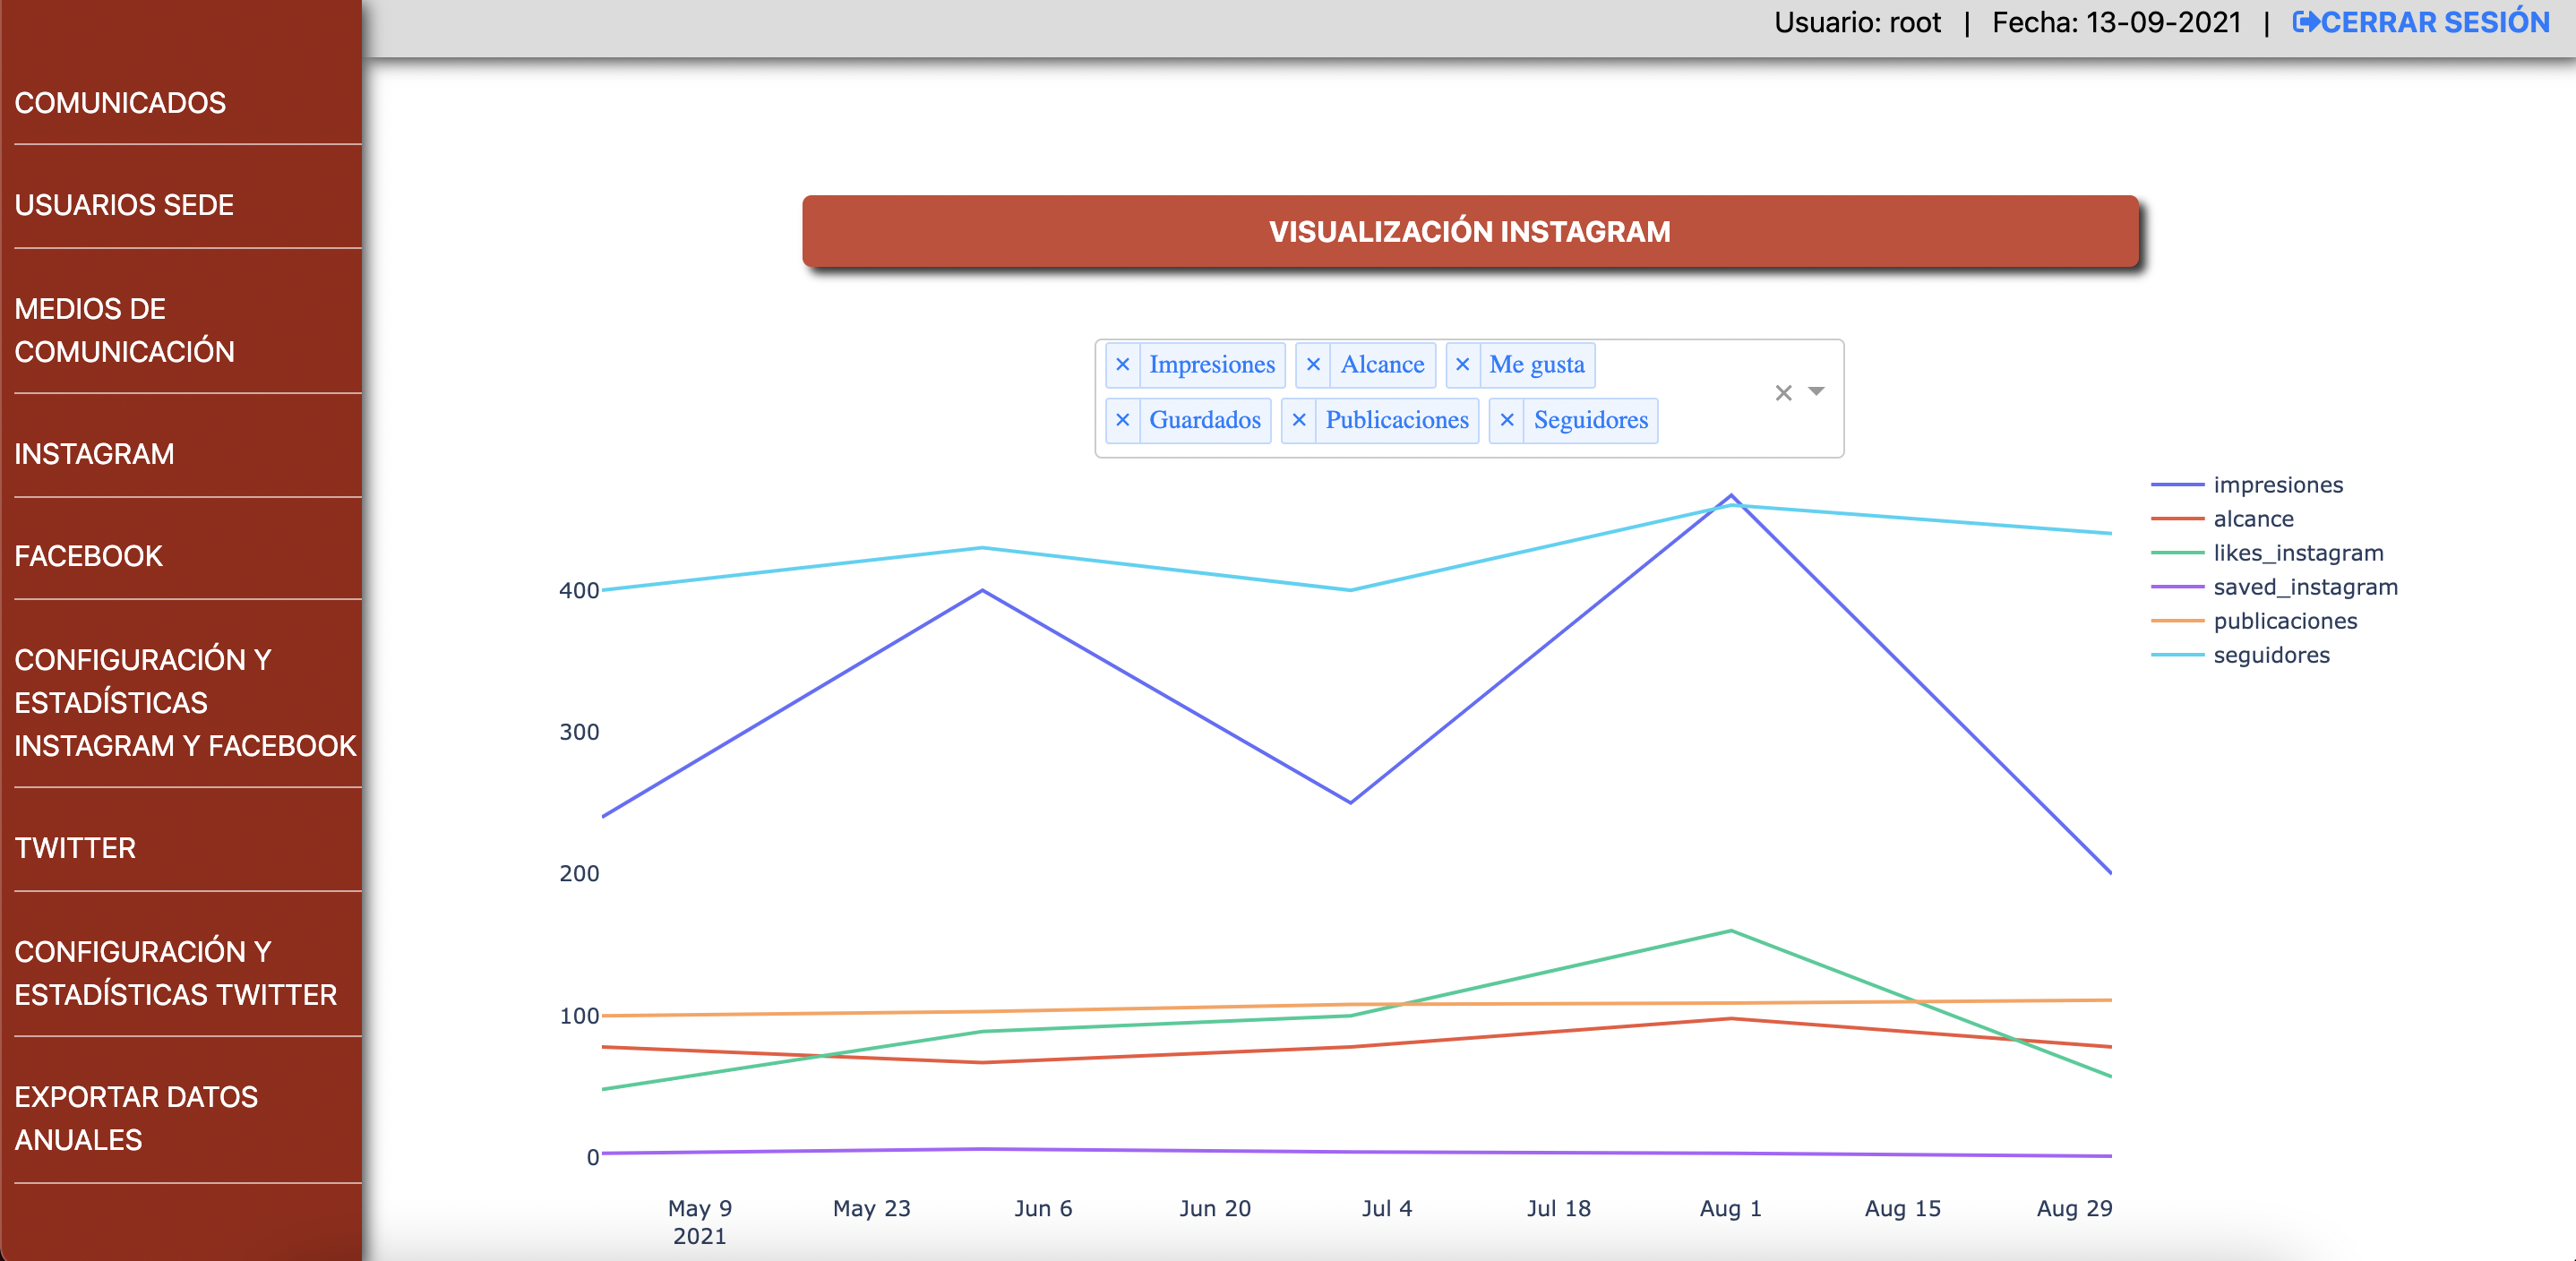 Usuario: root | Fecha: 13-09-2021 | CERRAR SESIÓN
COMUNICADOS
USUARIOS SEDE
MEDIOS DE
COMUNICACIÓN
INSTAGRAM
FACEBOOK
CONFIGURACIÓN Y
ESTADÍSTICAS
INSTAGRAM Y FACEBOOK
TWITTER
CONFIGURACIÓN Y
ESTADÍSTICAS TWITTER
EXPORTAR DATOS
ANUALES
VISUALIZACIÓN INSTAGRAM
× Impresiones × Alcance × Me gusta
× Guardados × Publicaciones × Seguidores
impresiones
alcance
likes_instagram
saved_instagram
publicaciones
seguidores
400
300
200
100
0
May 9 May 23 Jun 6 Jun 20 Jul 4 Jul 18 Aug 1 Aug 15 Aug 29
2021